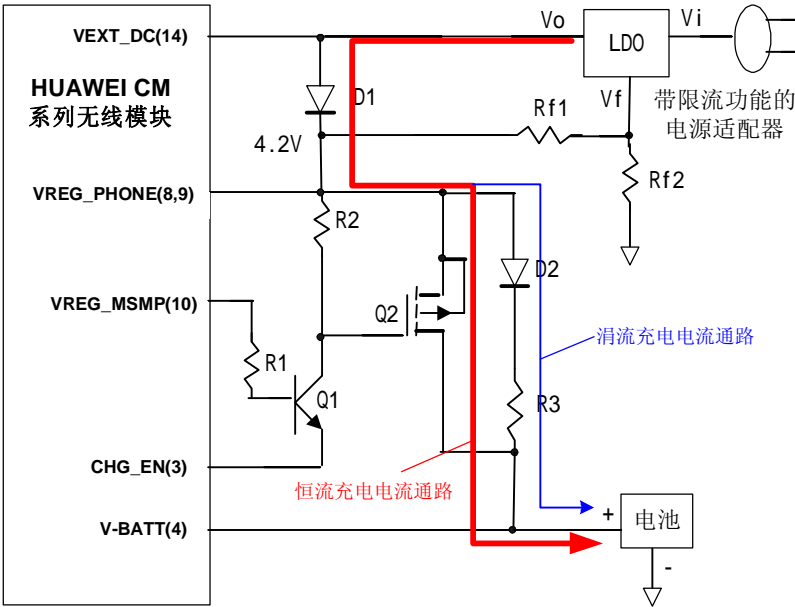 VEXT_DC(14)
Vo
LDO
Vi
HUAWEI CM
系列无线模块
D1
Vf
带限流功能的
电源适配器
Rf1
4.2V
Rf2
VREG_PHONE(8,9)
R2
D2
VREG_MSMP(10)
Q2
涓流充电电流通路
R1
Q1
R3
CHG_EN(3)
恒流充电电流通路
V-BATT(4)
+
电池
-